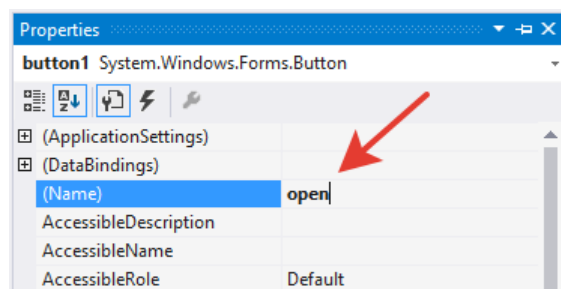 Properties
button1 System.Windows.Forms.Button
(ApplicationSettings)
(DataBindings)
(Name) open
AccessibleDescription
AccessibleName
AccessibleRole Default